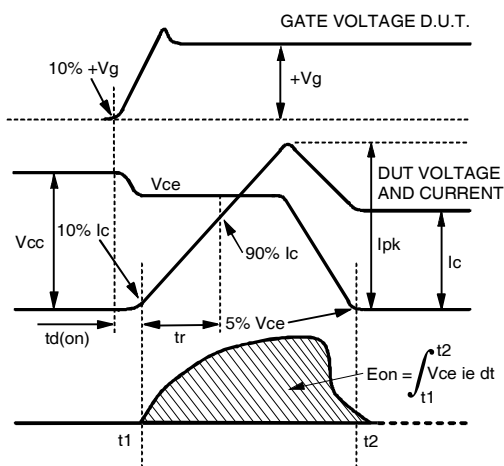 GATE VOLTAGE D.U.T.
10% +Vg
+Vg
DUT VOLTAGE
AND CURRENT
Vce
Vcc
10% Ic
90% Ic
Ipk
Ic
td(on)
tr
5% Vce
Eon = ∫ Vce ie dt
t2
t1
t1
t2